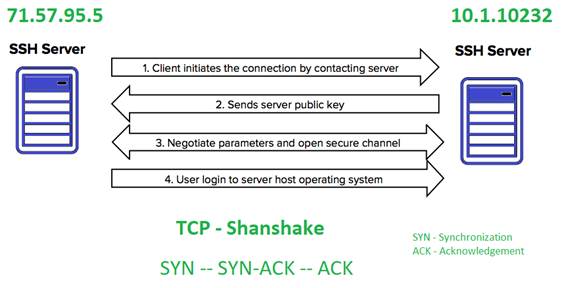 71.57.95.5
10.1.10232
SSH Server
SSH Server
1. Client initiates the connection by contacting server
2. Sends server public key
3. Negotiate parameters and open secure channel
4. User login to server host operating system
TCP - Shanshake
SYN -- SYN-ACK -- ACK
SYN - Synchronization
ACK - Acknowledgement